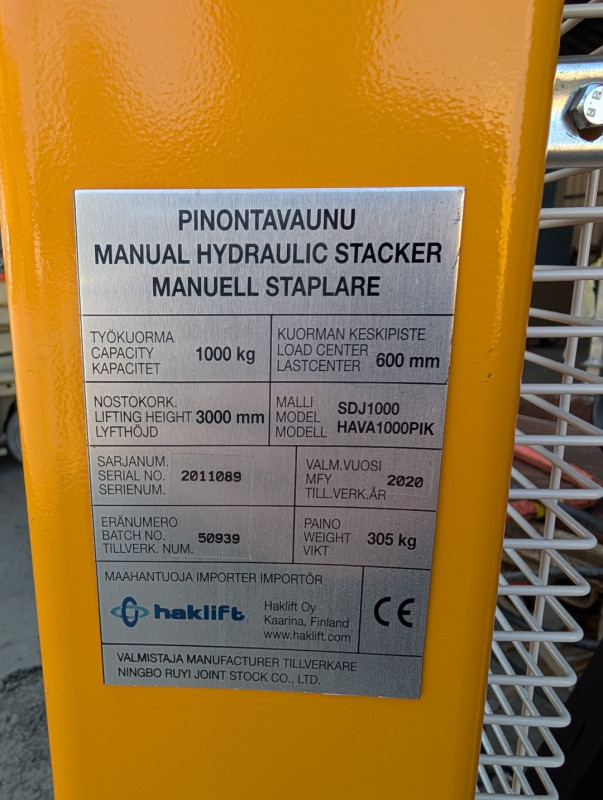 PINONTAVAUNU
MANUAL HYDRAULIC STACKER
MANUELL STAPLARE
TYÖKUORMA
CAPACITY 1000 kg
KAPACITET
KUORMAN KESKIPISTE
LOAD CENTER 600 mm
LASTCENTER
NOSTOKORK.
LIFTING HEIGHT 3000 mm
LYFTHÖJD
MALLI SDJ1000
MODEL HAVA1000PIK
MODELL
SARJANUM.
SERIAL NO. 2011089
SERIENUM.
VALM.VUOSI
MFY 2020
TILL.VERK.ÅR
ERÄNUMERO
BATCH NO. 50939
TILLVERK. NUM.
PAINO
WEIGHT 305 kg
VIKT
MAAHANTUOJA IMPORTER IMPORTÖR
haklift
Haklift Oy
Kaarina, Finland
www.haklift.com
CE
VALMISTAJA MANUFACTURER TILLVERKARE
NINGBO RUYI JOINT STOCK CO., LTD.